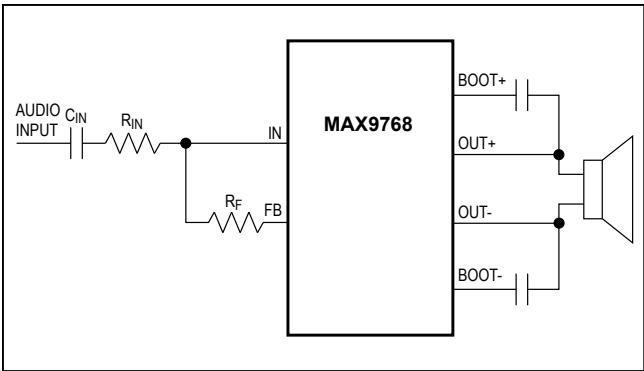 AUDIO
INPUT
CIN
RIN
IN
RF
FB
MAX9768
BOOT+
OUT+
OUT-
BOOT-